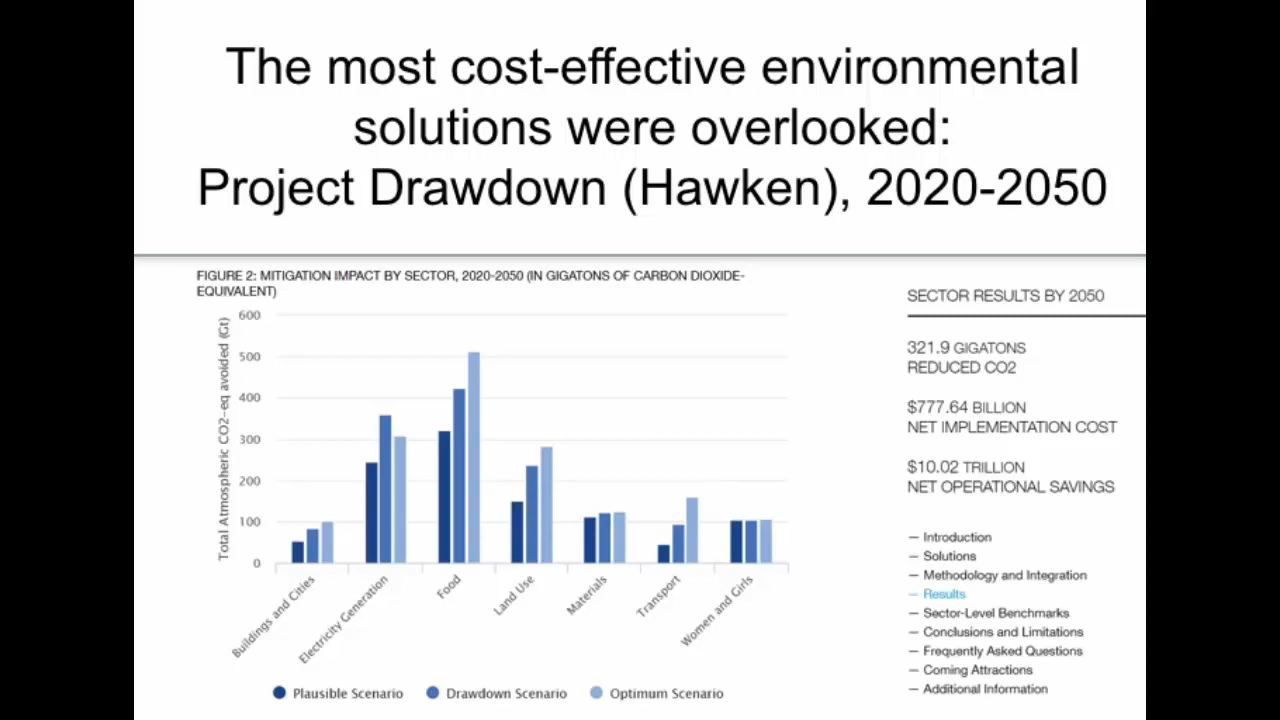 The most cost-effective environmental
solutions were overlooked:
Project Drawdown (Hawken), 2020-2050
FIGURE 2: MITIGATION IMPACT BY SECTOR, 2020-2050 (IN GIGATONS OF CARBON DIOXIDE-
EQUIVALENT)
Total Atmospheric CO2-eq avoided (Gt)
600
500
400
300
200
100
0
Buildings and Cities
Electricity Generation
Food
Land Use
Materials
Transport
Women and Girls
Plausible Scenario
Drawdown Scenario
Optimum Scenario
SECTOR RESULTS BY 2050
321.9 GIGATONS
REDUCED CO2
$777.64 BILLION
NET IMPLEMENTATION COST
$10.02 TRILLION
NET OPERATIONAL SAVINGS
— Introduction
— Solutions
— Methodology and Integration
— Results
— Sector-Level Benchmarks
— Conclusions and Limitations
— Frequently Asked Questions
— Coming Attractions
— Additional Information